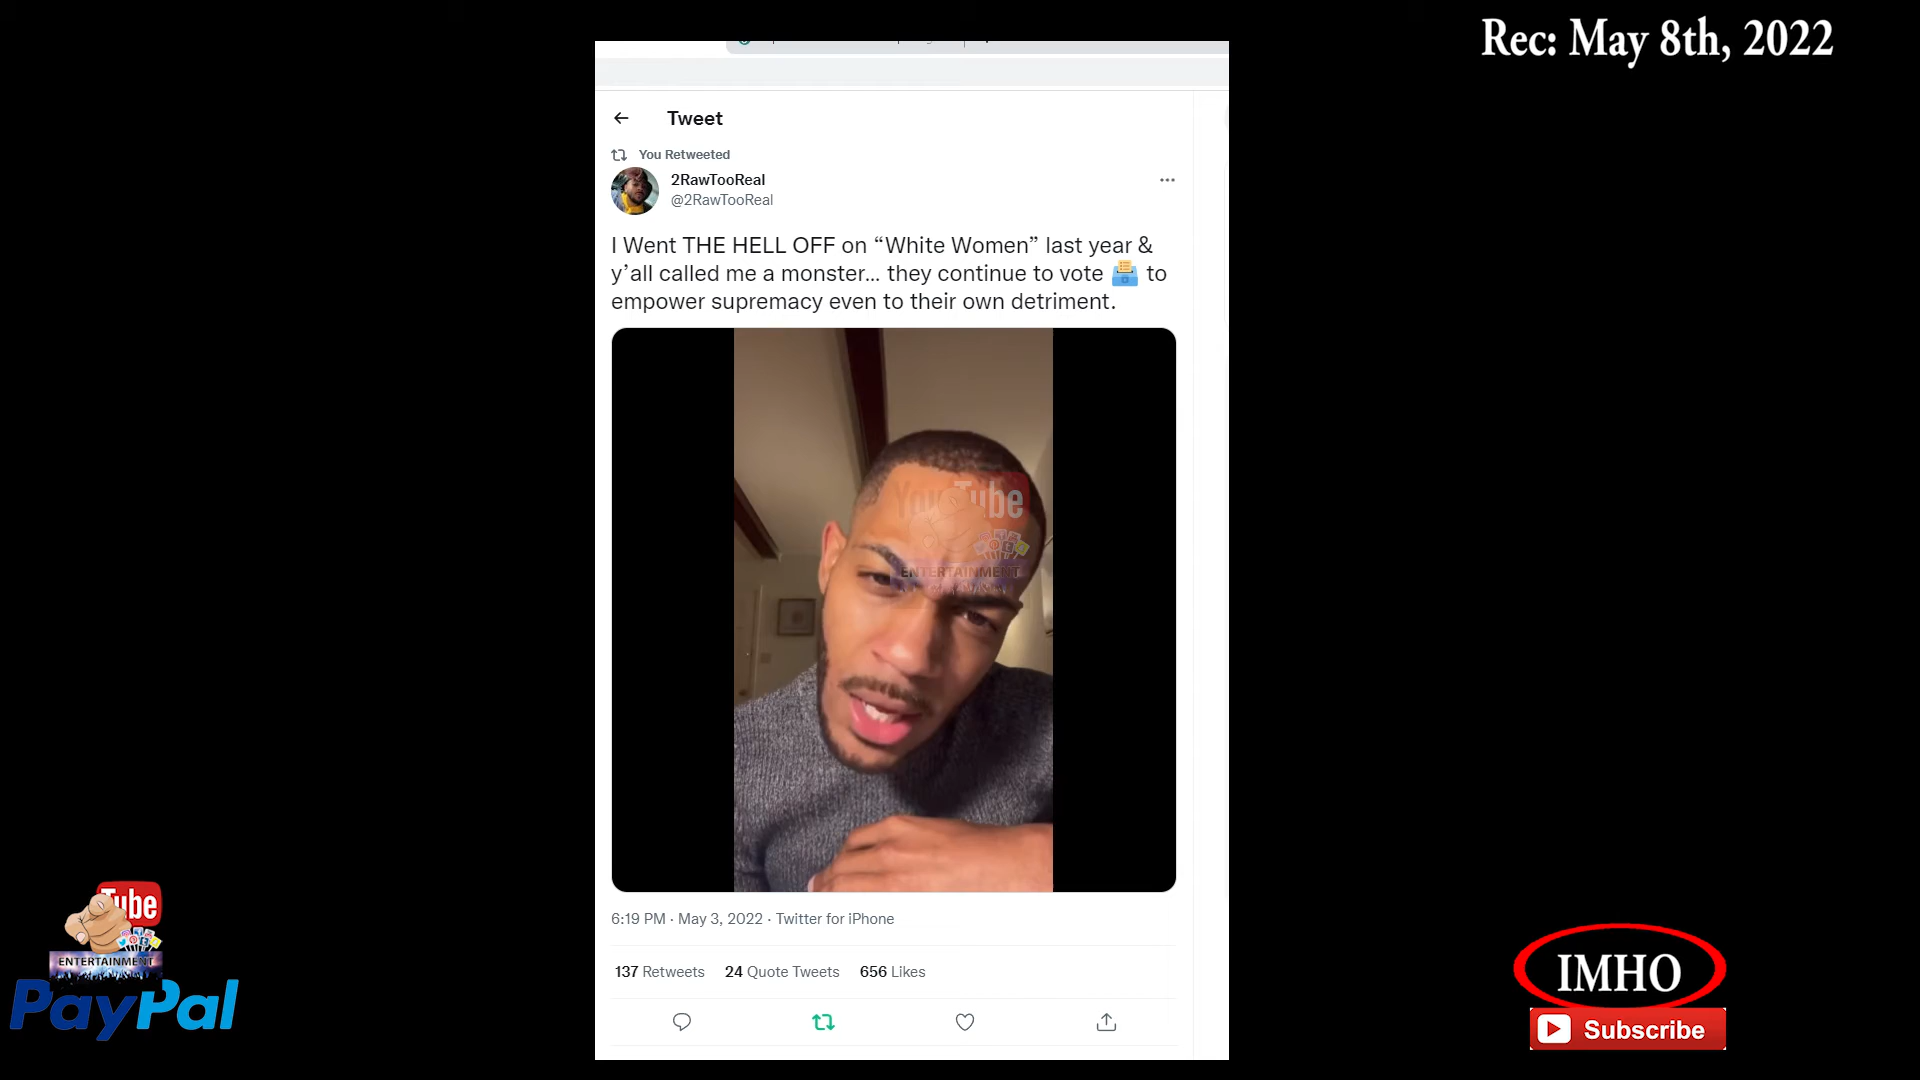 Rec: May 8th, 2022
Tweet
You Retweeted
2RawTooReal
@2RawTooReal
I Went THE HELL OFF on “White Women” last year &
y’all called me a monster... they continue to vote 🗳 to
empower supremacy even to their own detriment.
YouTube
ENTERTAINMENT
6:19 PM · May 3, 2022 · Twitter for iPhone
137 Retweets 24 Quote Tweets 656 Likes
Tube
ENTERTAINMENT
PayPal
IMHO
Subscribe